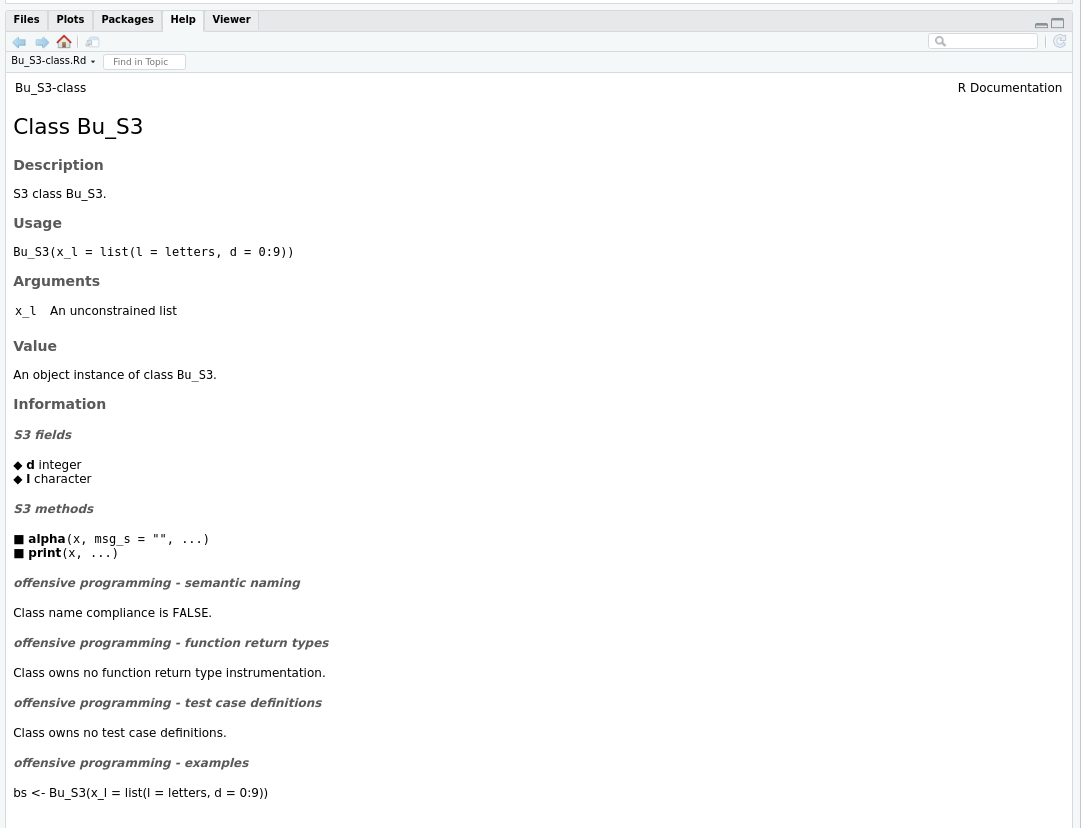 Files Plots Packages Help Viewer
Bu_S3-class.Rd Find in Topic
Bu_S3-class R Documentation
Class Bu_S3
Description
S3 class Bu_S3.
Usage
Bu_S3(x_l = list(l = letters, d = 0:9))
Arguments
x_l An unconstrained list
Value
An object instance of class Bu_S3.
Information
S3 fields
◆ d integer
◆ l character
S3 methods
■ alpha(x, msg_s = "", ...)
■ print(x, ...)
offensive programming - semantic naming
Class name compliance is FALSE.
offensive programming - function return types
Class owns no function return type instrumentation.
offensive programming - test case definitions
Class owns no test case definitions.
offensive programming - examples
bs <- Bu_S3(x_l = list(l = letters, d = 0:9))